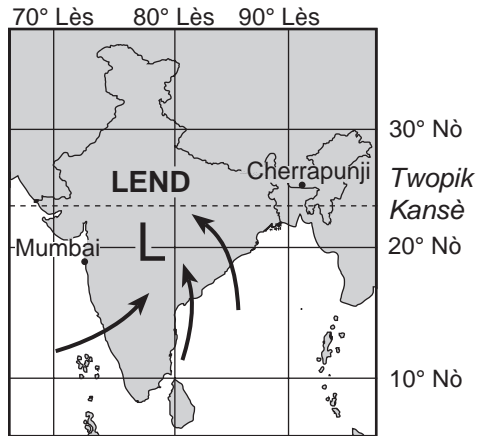 70° Lès 80° Lès 90° Lès
30° Nò
Cherrapunji
LEND
Twopik
Kansè
L
Mumbai
20° Nò
10° Nò